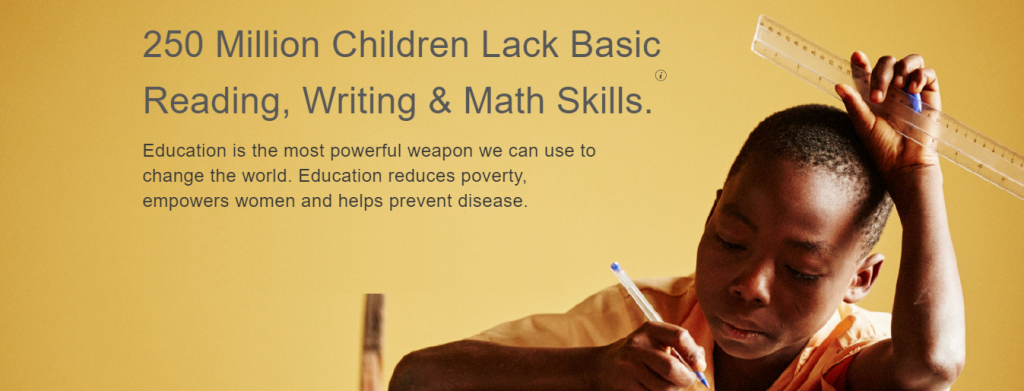 250 Million Children Lack Basic
Reading, Writing & Math Skills.
Education is the most powerful weapon we can use to
change the world. Education reduces poverty,
empowers women and helps prevent disease.